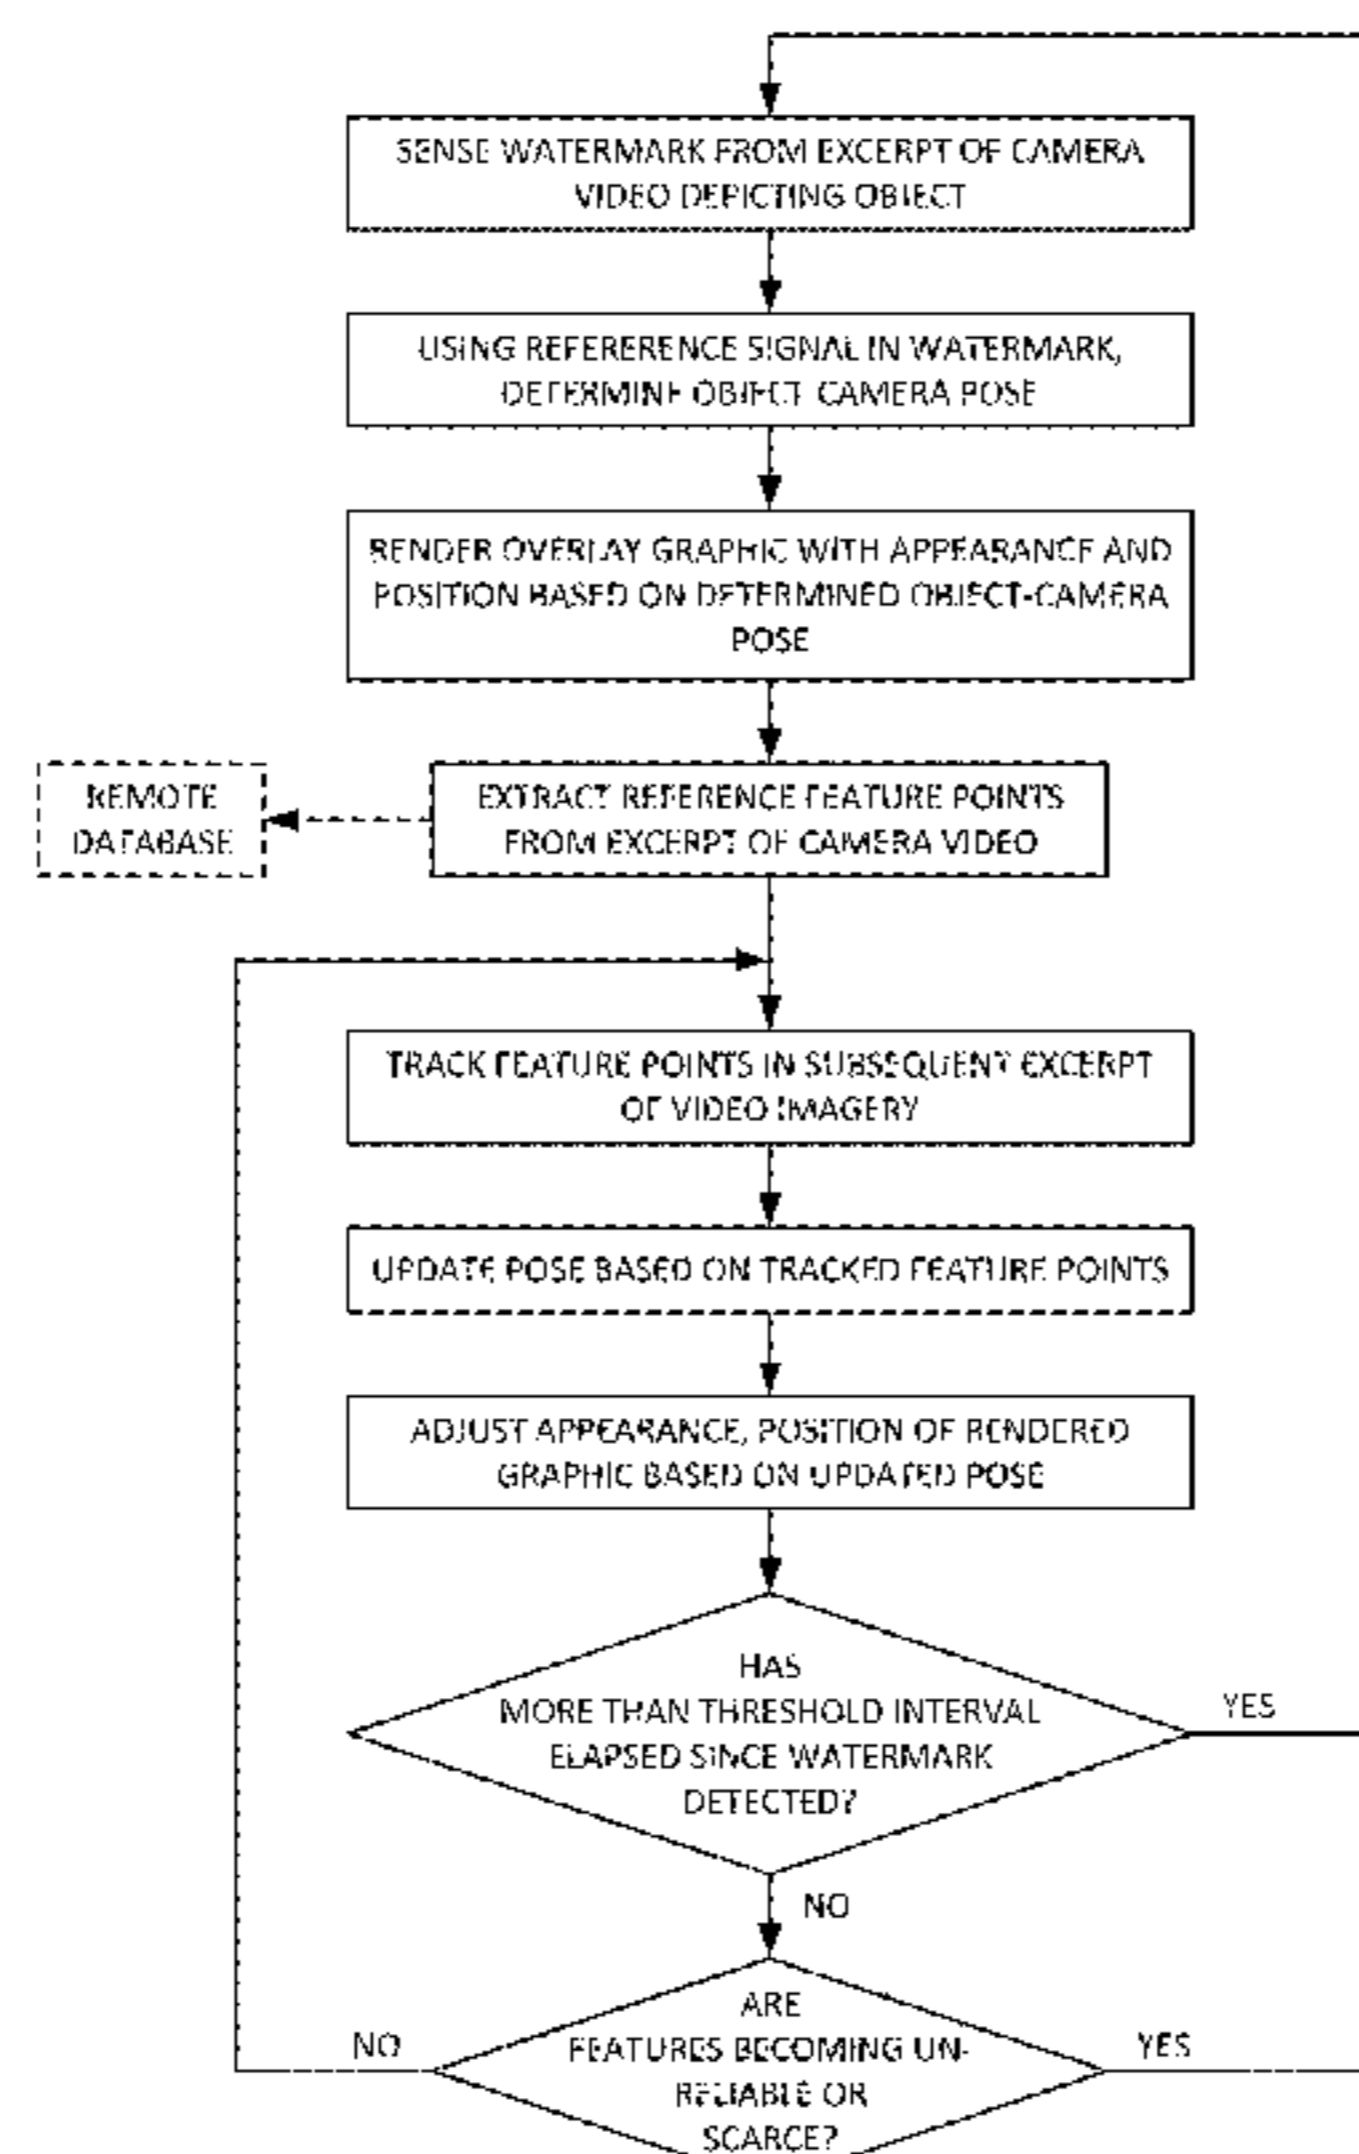 SENSE WATERMARK FROM EXCERPT OF CAMERA
VIDEO DEPICTING OBJECT
USING REFERERENCE SIGNAL IN WATERMARK,
DETERMINE OBJECT-CAMERA POSE
RENDER OVERLAY GRAPHIC WITH APPEARANCE AND
POSITION BASED ON DETERMINED OBJECT-CAMERA
POSE
REMOTE
DATABASE
EXTRACT REFERENCE FEATURE POINTS
FROM EXCERPT OF CAMERA VIDEO
TRACK FEATURE POINTS IN SUBSEQUENT EXCERPT
OF VIDEO IMAGERY
UPDATE POSE BASED ON TRACKED FEATURE POINTS
ADJUST APPEARANCE, POSITION OF RENDERED
GRAPHIC BASED ON UPDATED POSE
HAS
MORE THAN THRESHOLD INTERVAL
ELAPSED SINCE WATERMARK
DETECTED?
YES
NO
ARE
FEATURES BECOMING UN-
RELIABLE OR
SCARCE?
NO
YES